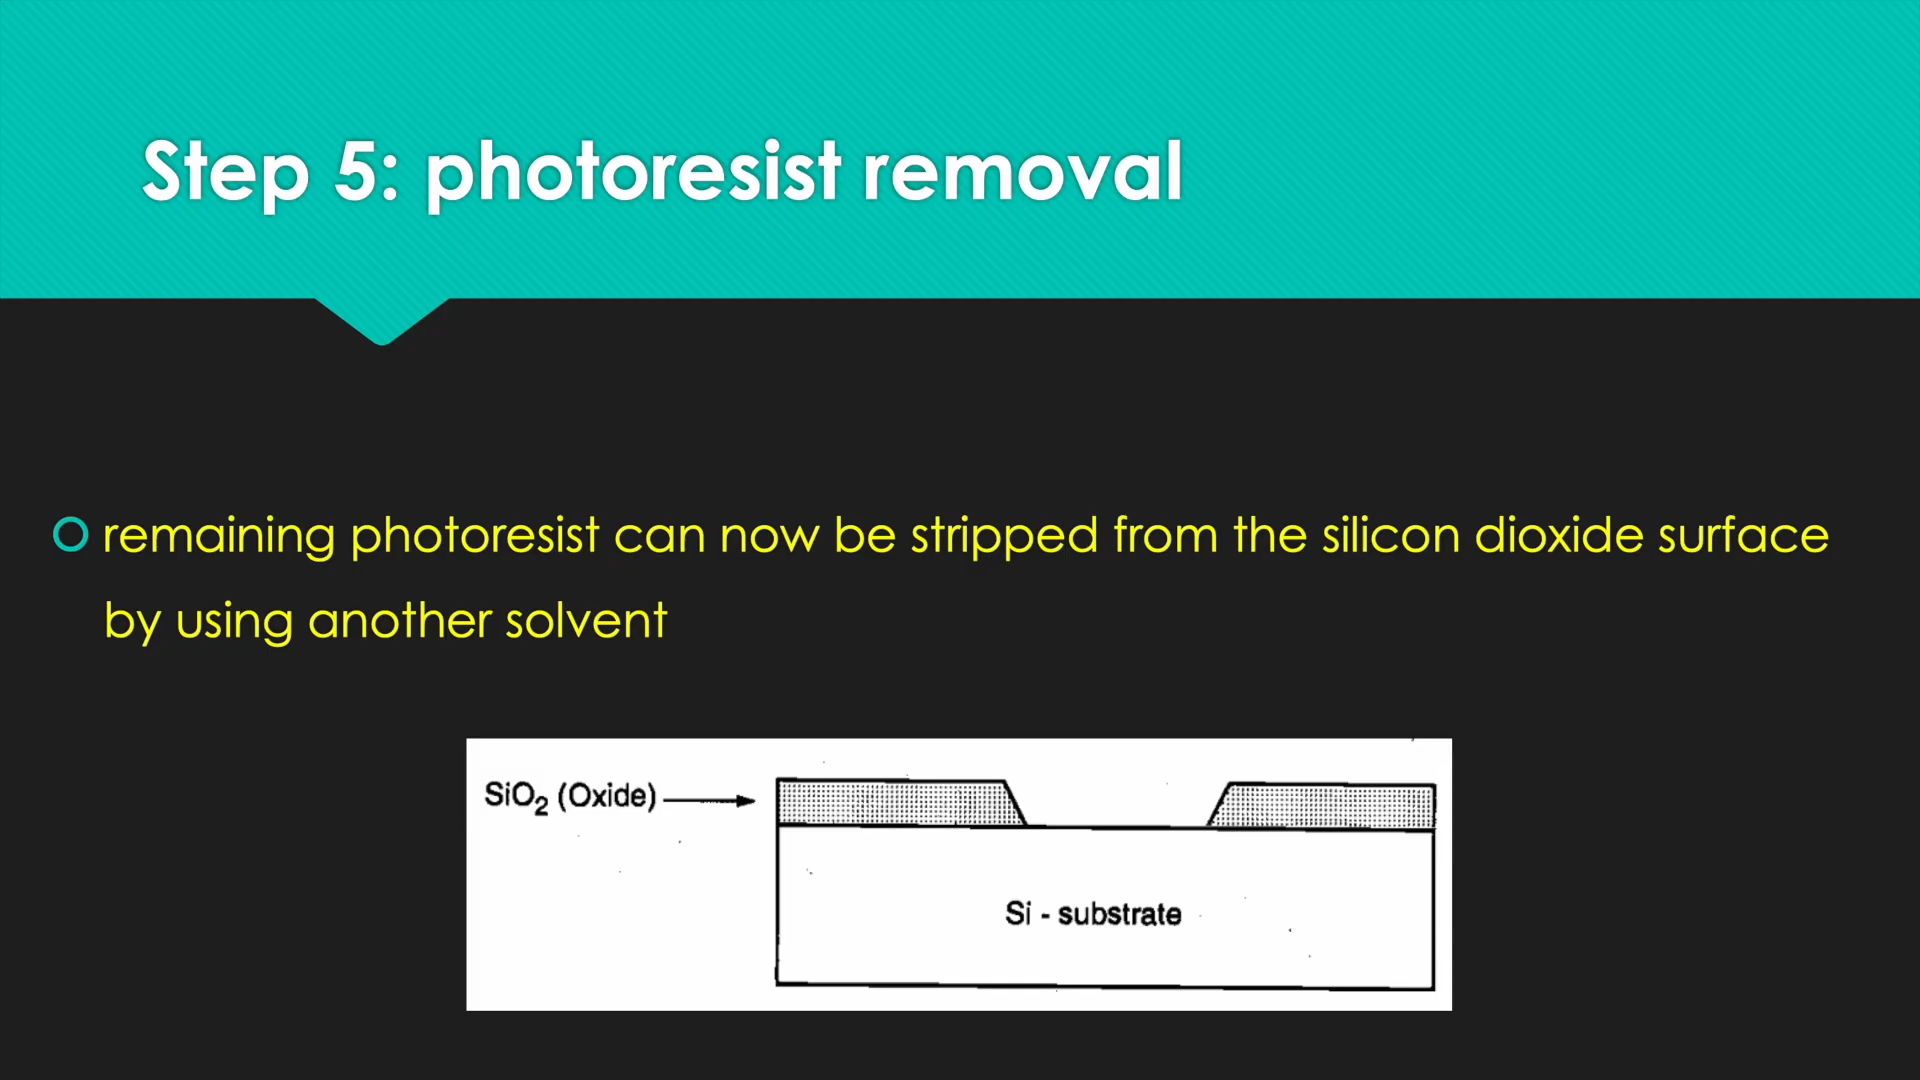 Step 5: photoresist removal
remaining photoresist can now be stripped from the silicon dioxide surface
by using another solvent
SiO₂ (Oxide)
Si - substrate